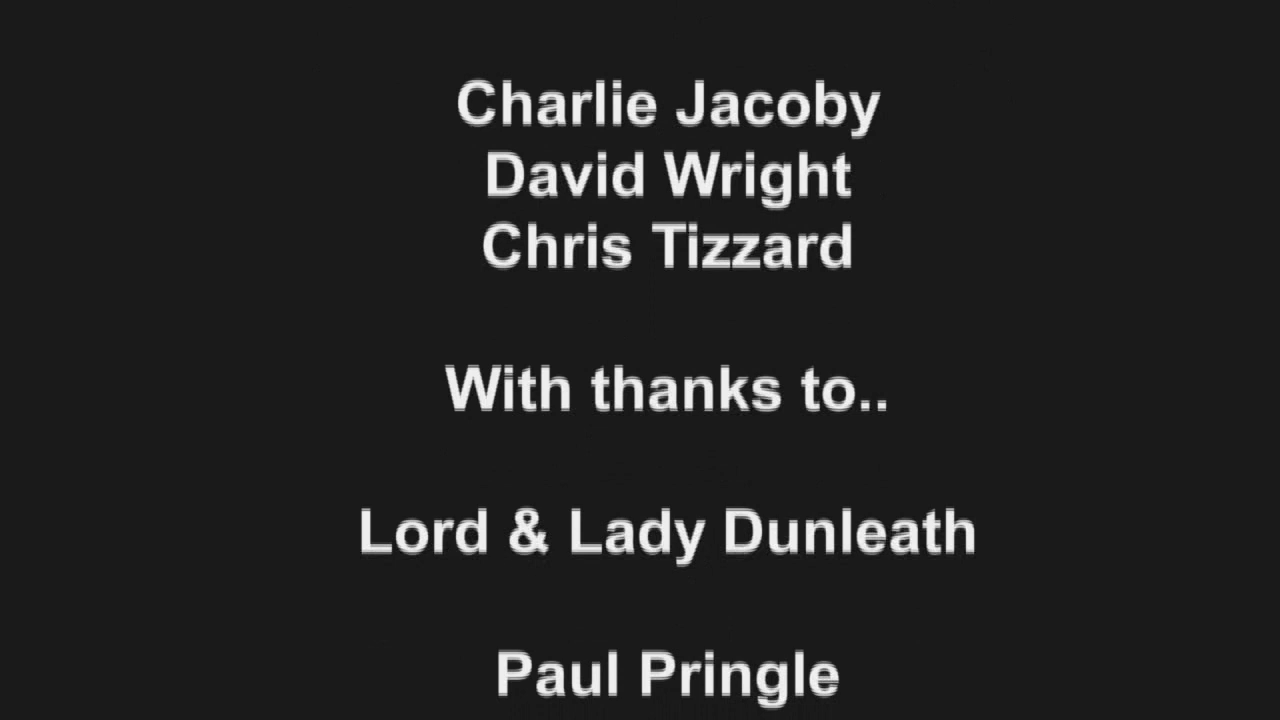 Charlie Jacoby
David Wright
Chris Tizzard
With thanks to..
Lord & Lady Dunleath
Paul Pringle